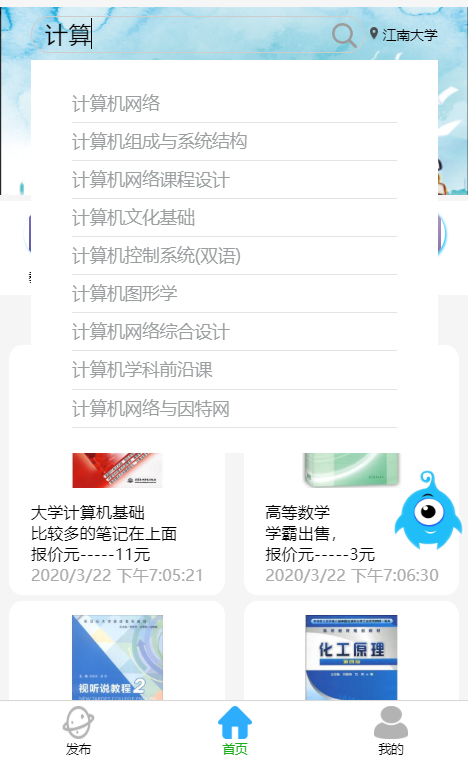 计算
江南大学
计算机网络
计算机组成与系统结构
计算机网络课程设计
计算机文化基础
计算机控制系统(双语)
计算机图形学
计算机网络综合设计
计算机学科前沿课
计算机网络与因特网
大学计算机基础
比较多的笔记在上面
报价元-----11元
2020/3/22 下午7:05:21
高等数学
学霸出售，
报价元-----3元
2020/3/22 下午7:06:30
视听说教程2
化工原理
发布
首页
我的